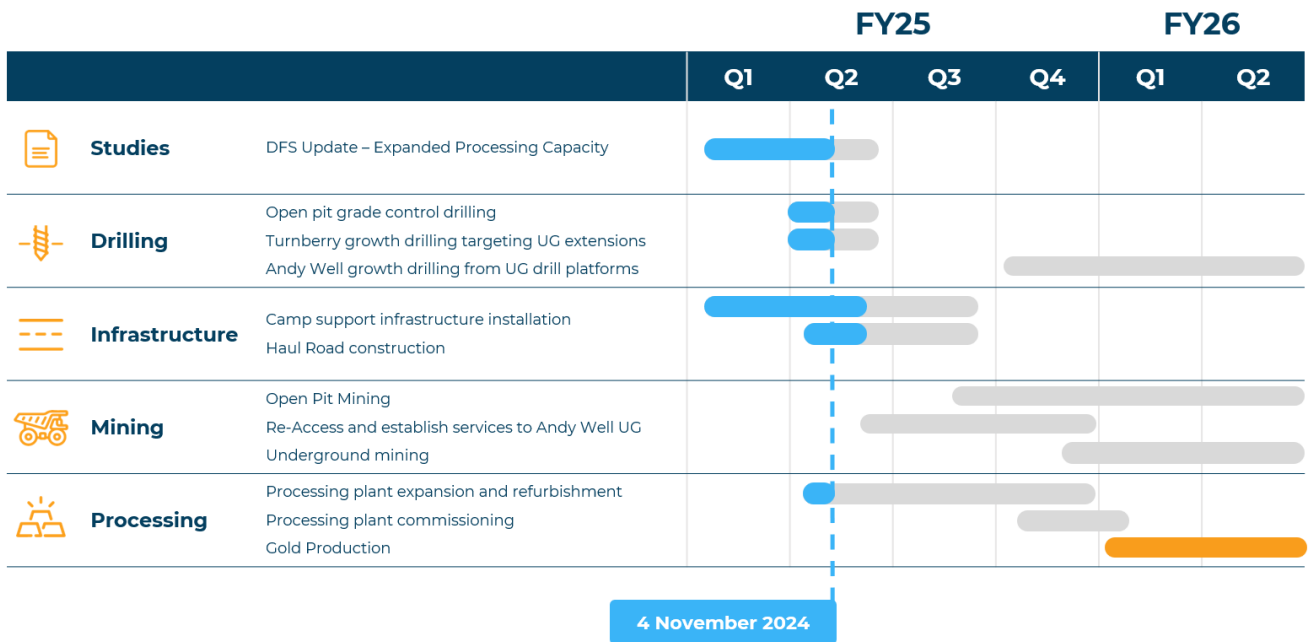 FY25 FY26
Q1 Q2 Q3 Q4 Q1 Q2
Studies
DFS Update – Expanded Processing Capacity
Drilling
Open pit grade control drilling
Turnberry growth drilling targeting UG extensions
Andy Well growth drilling from UG drill platforms
Infrastructure
Camp support infrastructure installation
Haul Road construction
Mining
Open Pit Mining
Re-Access and establish services to Andy Well UG
Underground mining
Processing
Processing plant expansion and refurbishment
Processing plant commissioning
Gold Production
4 November 2024